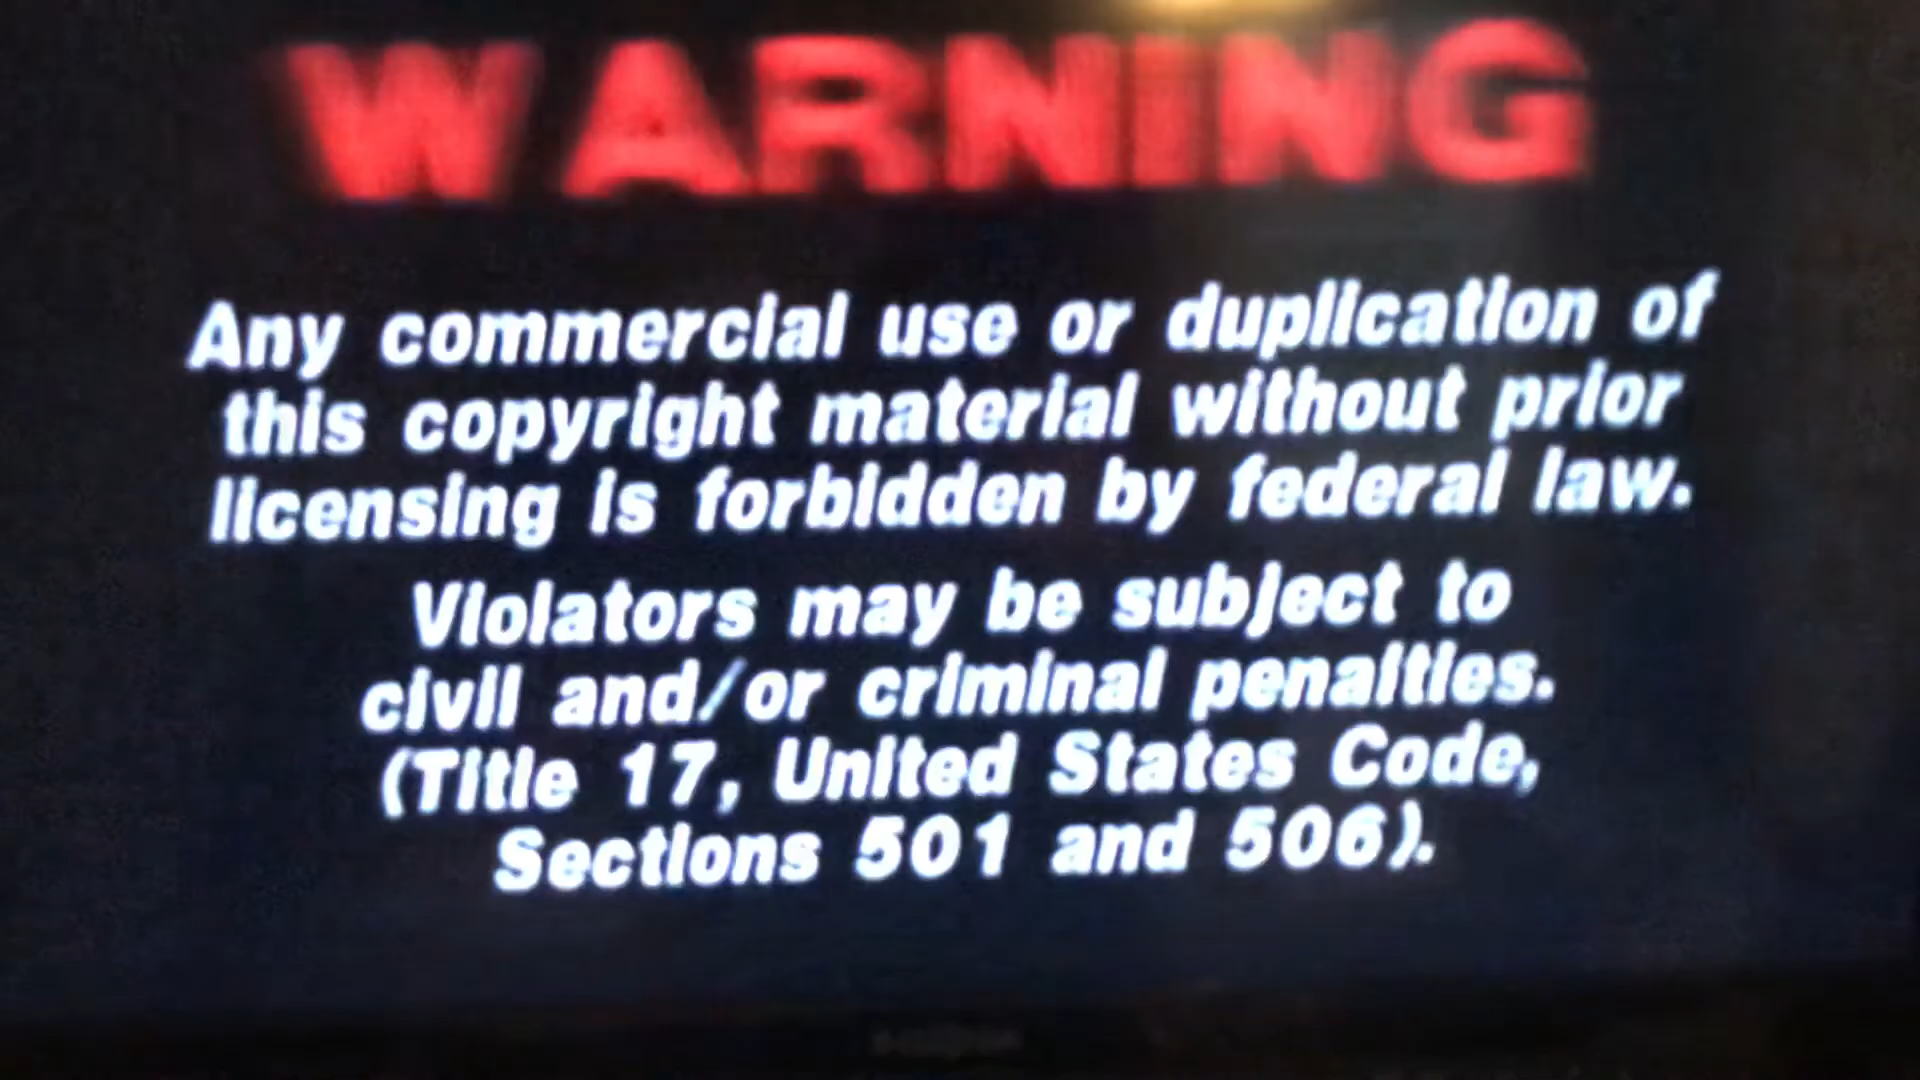 WARNING
Any commercial use or duplication of
this copyright material without prior
licensing is forbidden by federal law.
Violators may be subject to
civil and/or criminal penalties.
(Title 17, United States Code,
Sections 501 and 506).